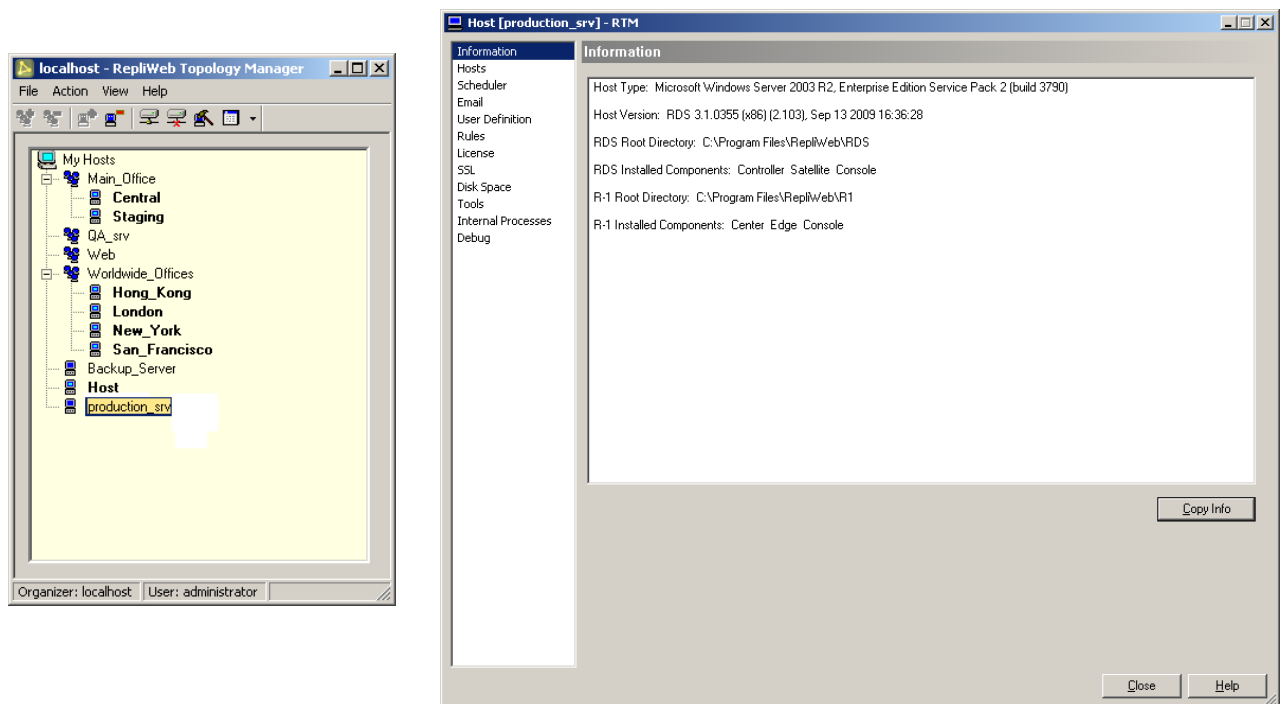 localhost - RepliWeb Topology Manager
File Action View Help
My Hosts
Main_Office
Central
Staging
QA_srv
Web
Worldwide_Offices
Hong_Kong
London
New_York
San_Francisco
Backup_Server
Host
production_srv
Organizer: localhost User: administrator
Host [production_srv] - RTM
Information
Hosts
Scheduler
Email
User Definition
Rules
License
SSL
Disk Space
Tools
Internal Processes
Debug
Information
Host Type: Microsoft Windows Server 2003 R2, Enterprise Edition Service Pack 2 (build 3790)
Host Version: RDS 3.1.0355 (x86) (2.103), Sep 13 2009 16:36:28
RDS Root Directory: C:\Program Files\RepliWeb\RDS
RDS Installed Components: Controller Satellite Console
R-1 Root Directory: C:\Program Files\RepliWeb\R1
R-1 Installed Components: Center Edge Console
Copy Info
Close Help